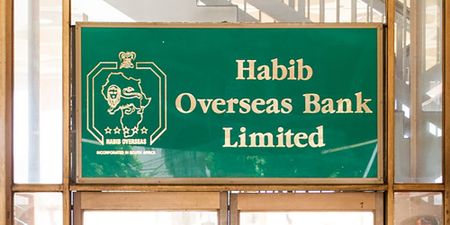 Habib
Overseas Bank
Limited
HABIB OVERSEAS
INCORPORATED IN SOUTH AFRICA